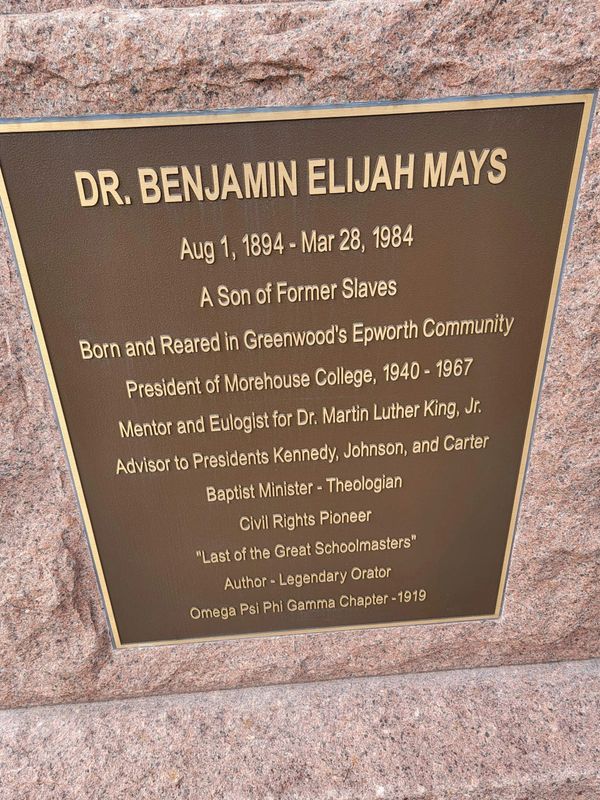 DR. BENJAMIN ELIJAH MAYS
Aug 1, 1894 - Mar 28, 1984
A Son of Former Slaves
Born and Reared in Greenwood's Epworth Community
President of Morehouse College, 1940 - 1967
Mentor and Eulogist for Dr. Martin Luther King, Jr.
Advisor to Presidents Kennedy, Johnson, and Carter
Baptist Minister - Theologian
Civil Rights Pioneer
"Last of the Great Schoolmasters"
Author - Legendary Orator
Omega Psi Phi Gamma Chapter -1919